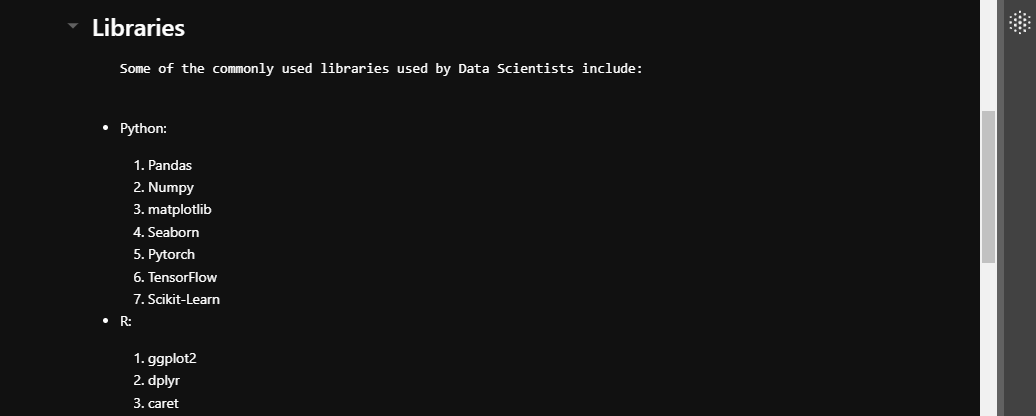 Libraries
Some of the commonly used libraries used by Data Scientists include:
• Python:
1. Pandas
2. Numpy
3. matplotlib
4. Seaborn
5. Pytorch
6. TensorFlow
7. Scikit-Learn
• R:
1. ggplot2
2. dplyr
3. caret